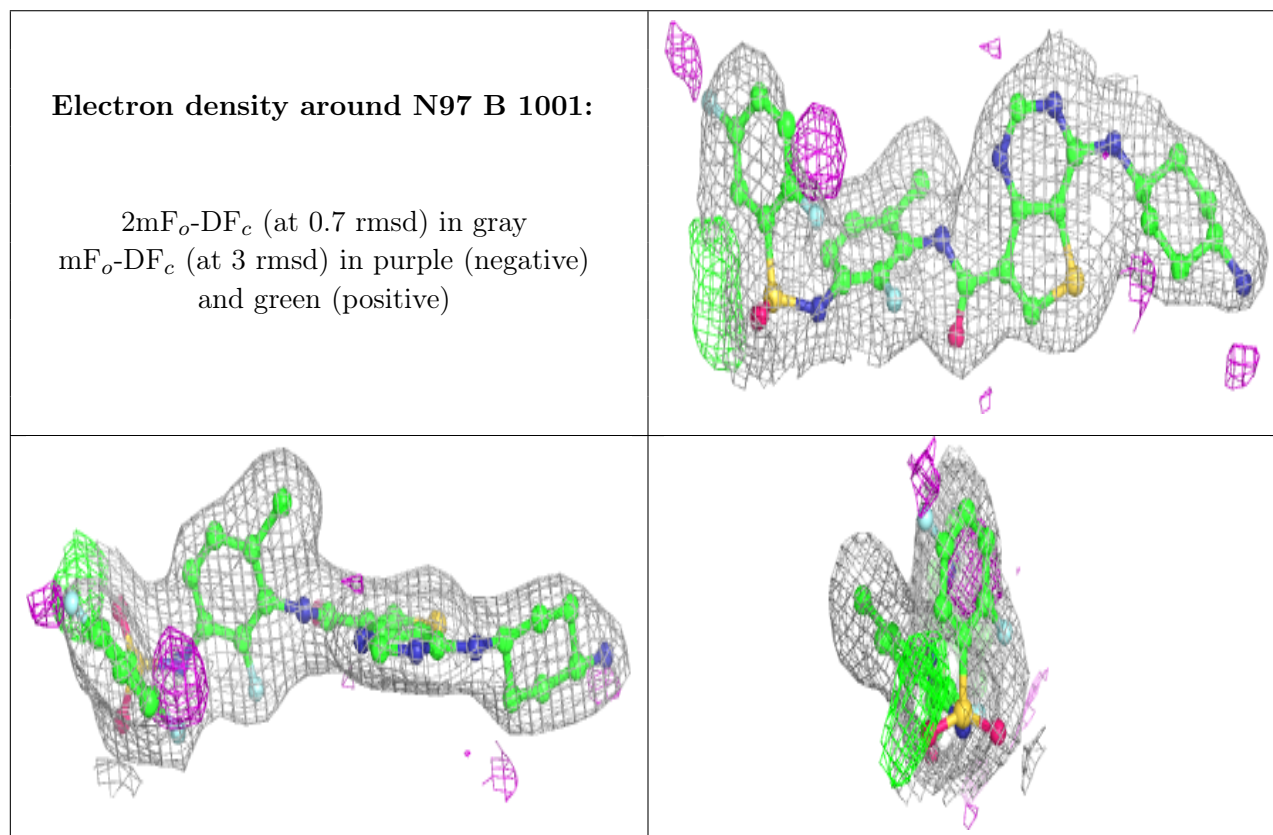 Electron density around N97 B 1001:
2mFo-DFc (at 0.7 rmsd) in gray
mFo-DFc (at 3 rmsd) in purple (negative)
and green (positive)